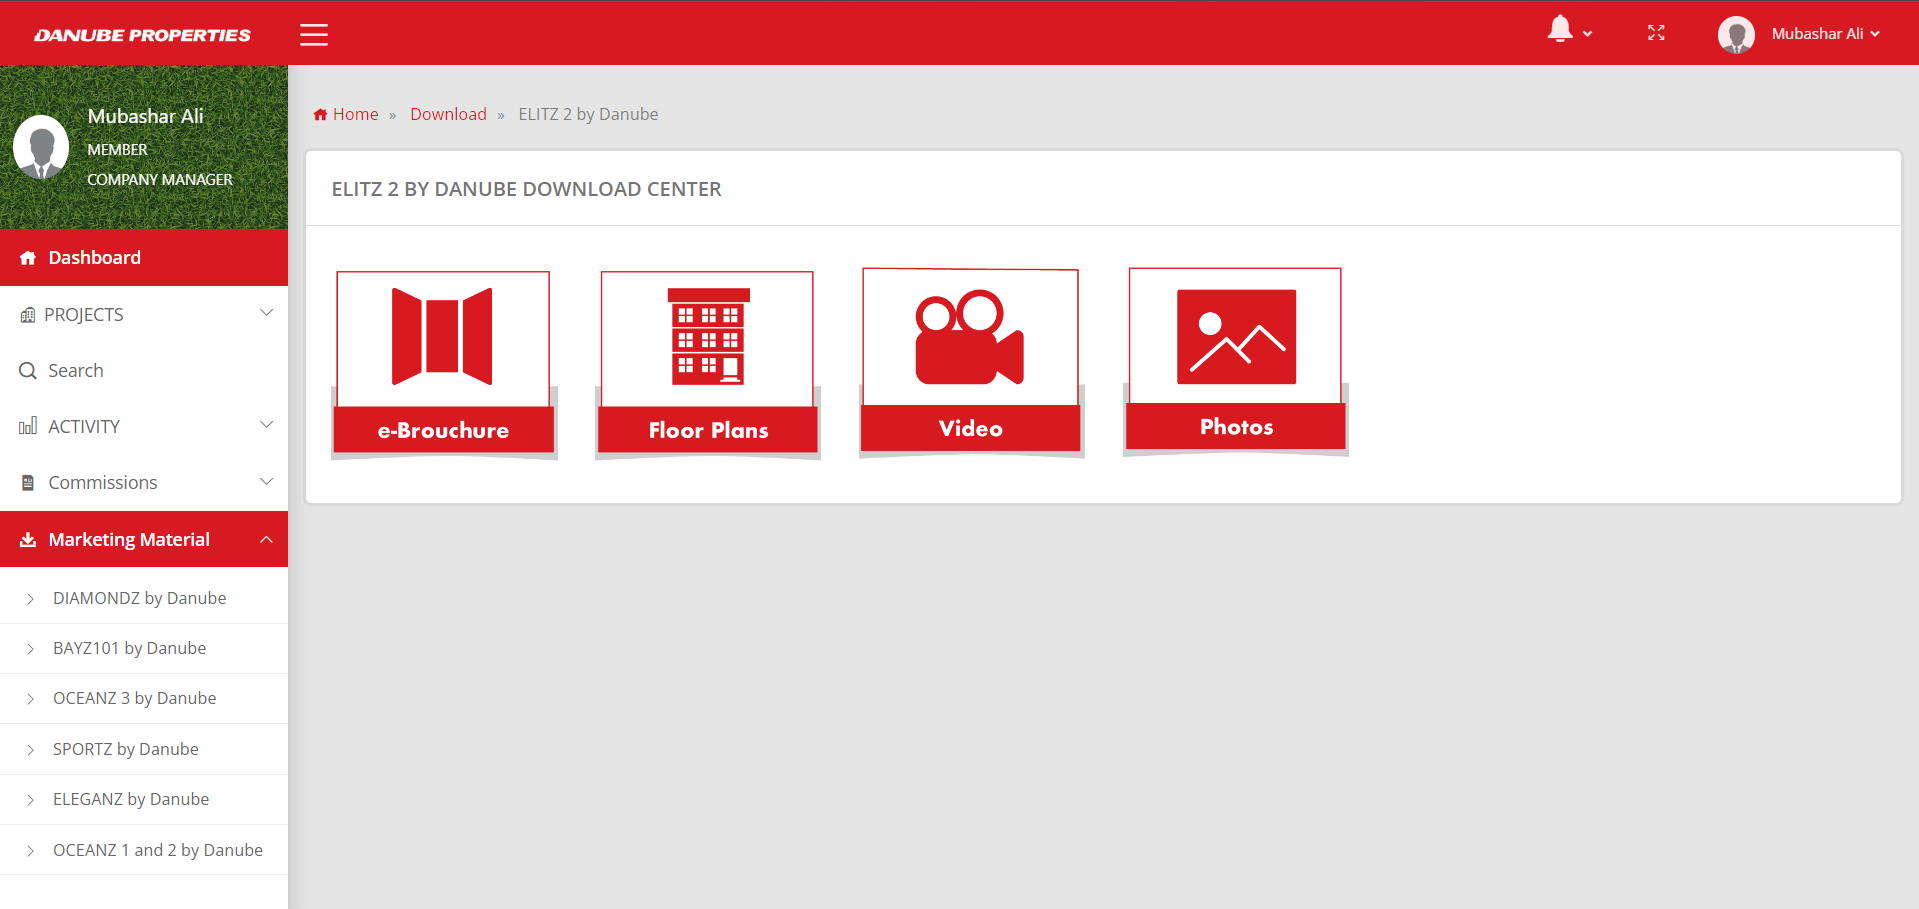 DANUBE PROPERTIES
Mubashar Ali
Mubashar Ali
MEMBER
COMPANY MANAGER
Dashboard
PROJECTS
Search
ACTIVITY
Commissions
Marketing Material
DIAMONDZ by Danube
BAYZ101 by Danube
OCEANZ 3 by Danube
SPORTZ by Danube
ELEGANZ by Danube
OCEANZ 1 and 2 by Danube
Home » Download » ELITZ 2 by Danube
ELITZ 2 BY DANUBE DOWNLOAD CENTER
e-Brouchure
Floor Plans
Video
Photos